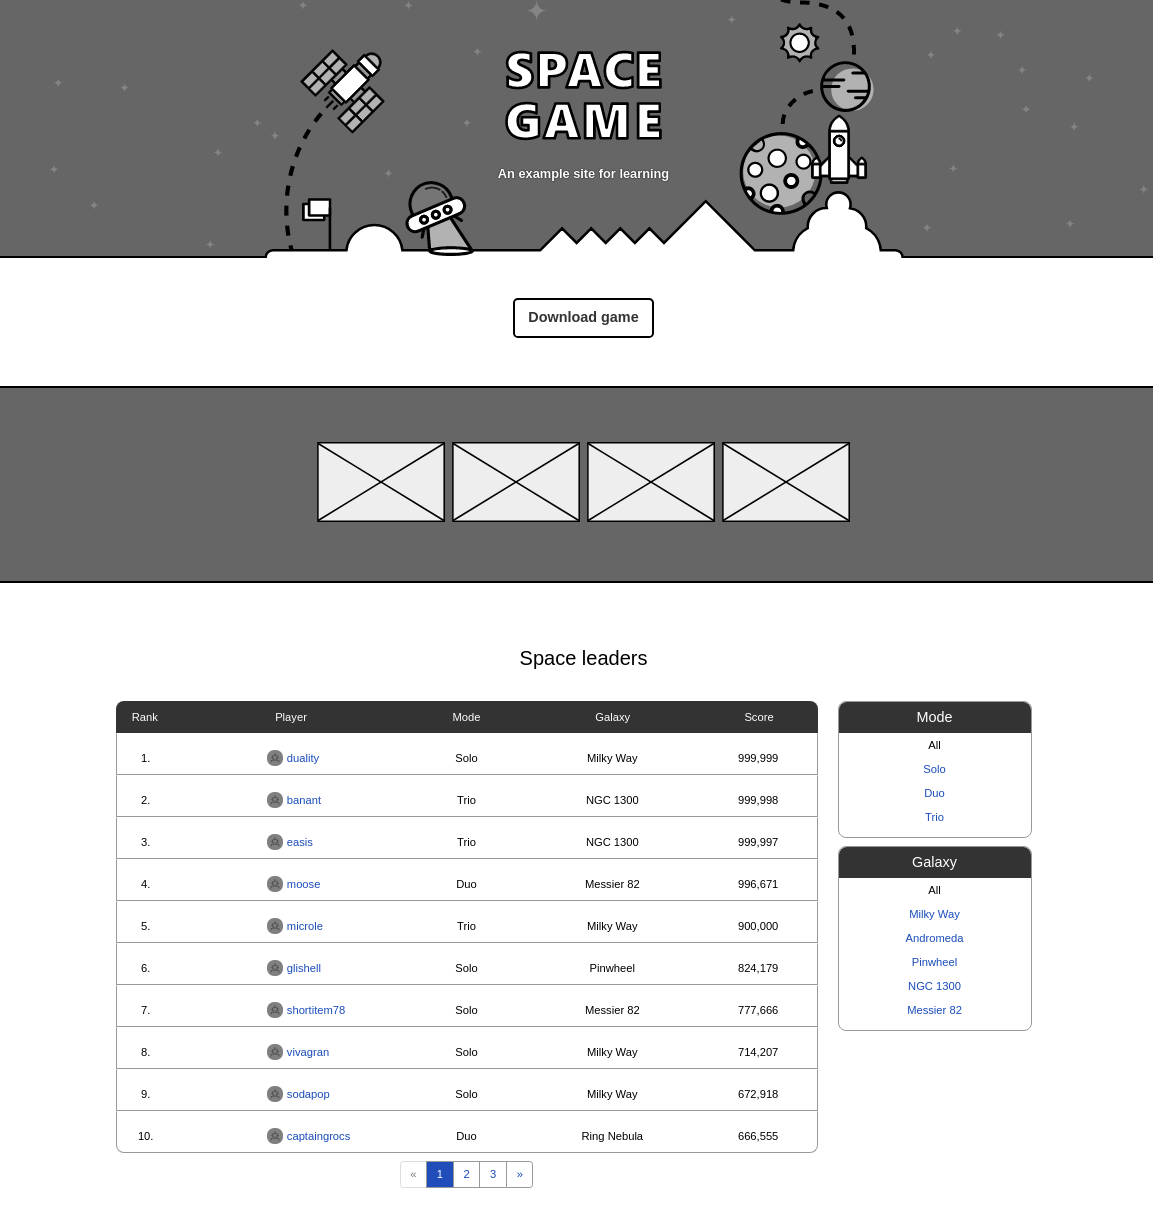 SPACE
GAME
An example site for learning
Download game
Space leaders
Rank Player Mode Galaxy Score
1. duality Solo Milky Way 999,999
2. banant Trio NGC 1300 999,998
3. easis Trio NGC 1300 999,997
4. moose Duo Messier 82 996,671
5. microle Trio Milky Way 900,000
6. glishell Solo Pinwheel 824,179
7. shortitem78 Solo Messier 82 777,666
8. vivagran Solo Milky Way 714,207
9. sodapop Solo Milky Way 672,918
10. captaingrocs Duo Ring Nebula 666,555
« 1 2 3 »
Mode
All
Solo
Duo
Trio
Galaxy
All
Milky Way
Andromeda
Pinwheel
NGC 1300
Messier 82